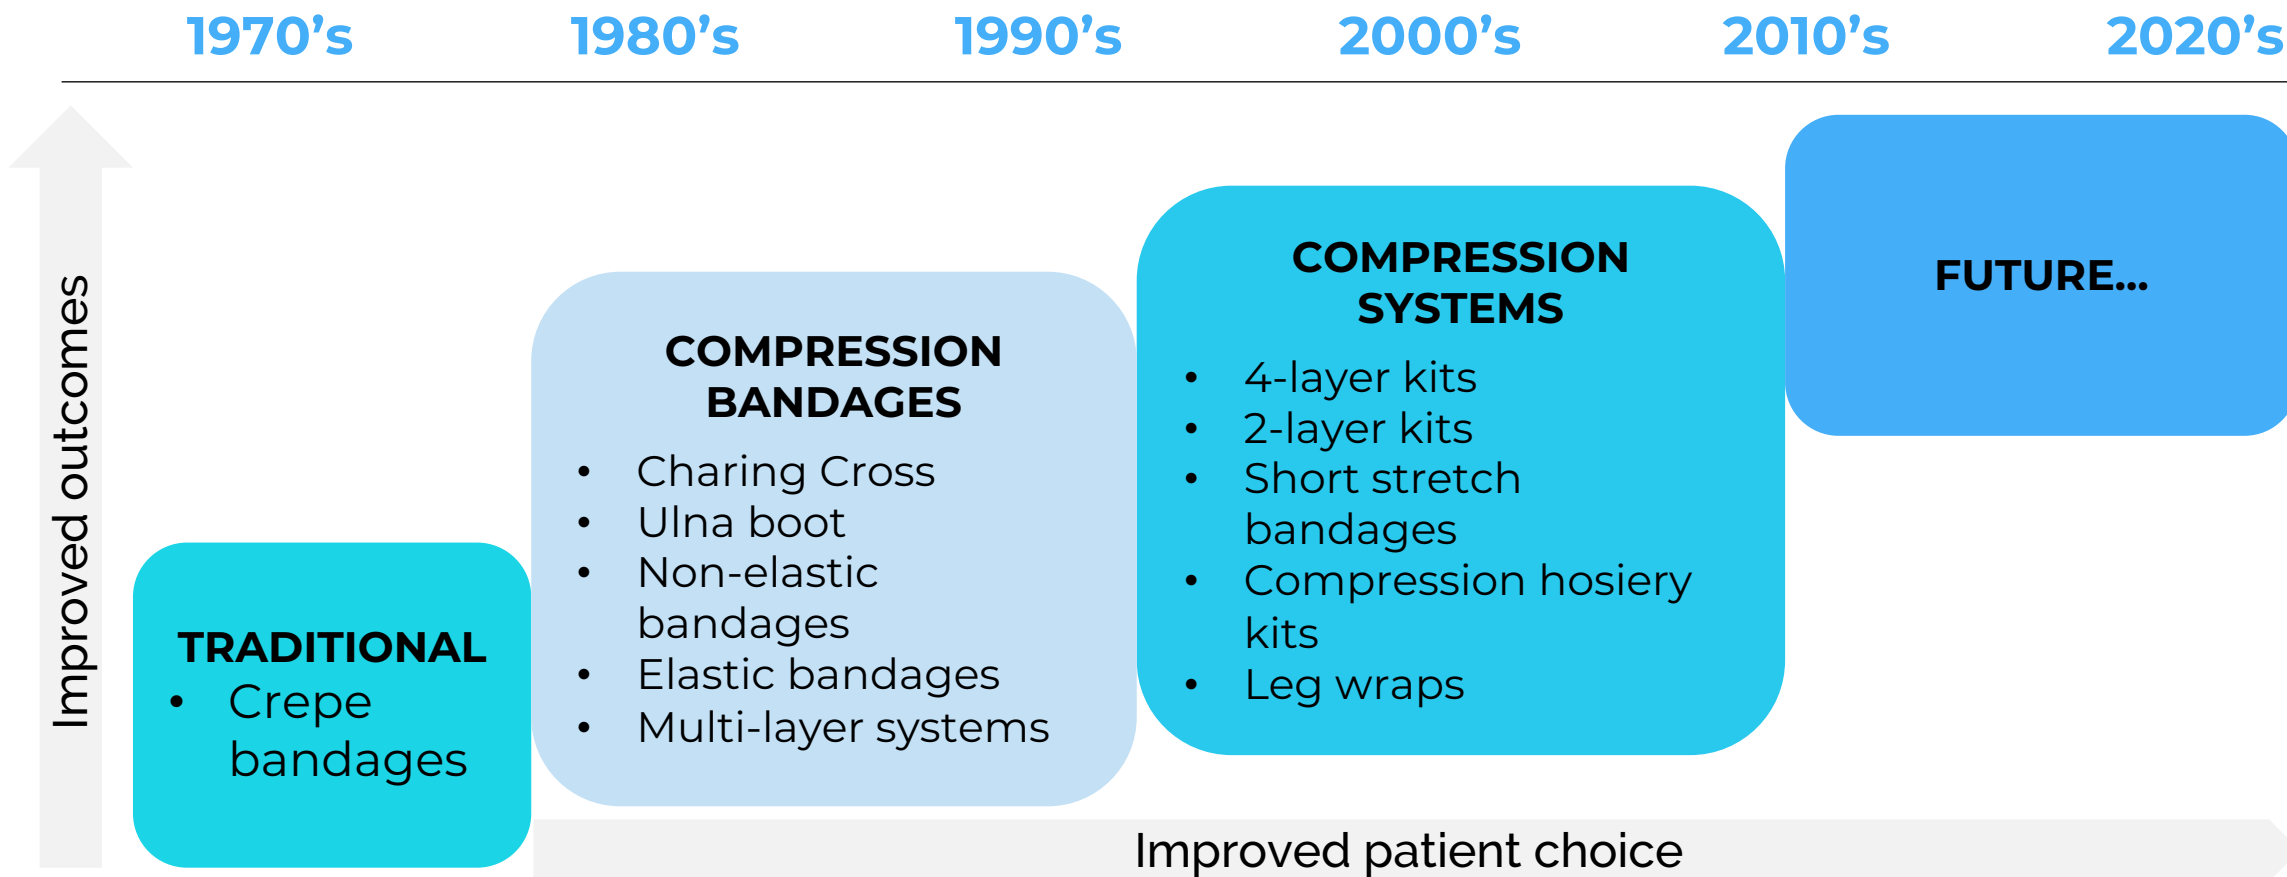 1970’s 1980’s 1990’s 2000’s 2010’s 2020’s
Improved outcomes
TRADITIONAL
• Crepe
bandages
COMPRESSION
BANDAGES
• Charing Cross
• Ulna boot
• Non-elastic
bandages
• Elastic bandages
• Multi-layer systems
COMPRESSION
SYSTEMS
• 4-layer kits
• 2-layer kits
• Short stretch
bandages
• Compression hosiery
kits
• Leg wraps
FUTURE...
Improved patient choice